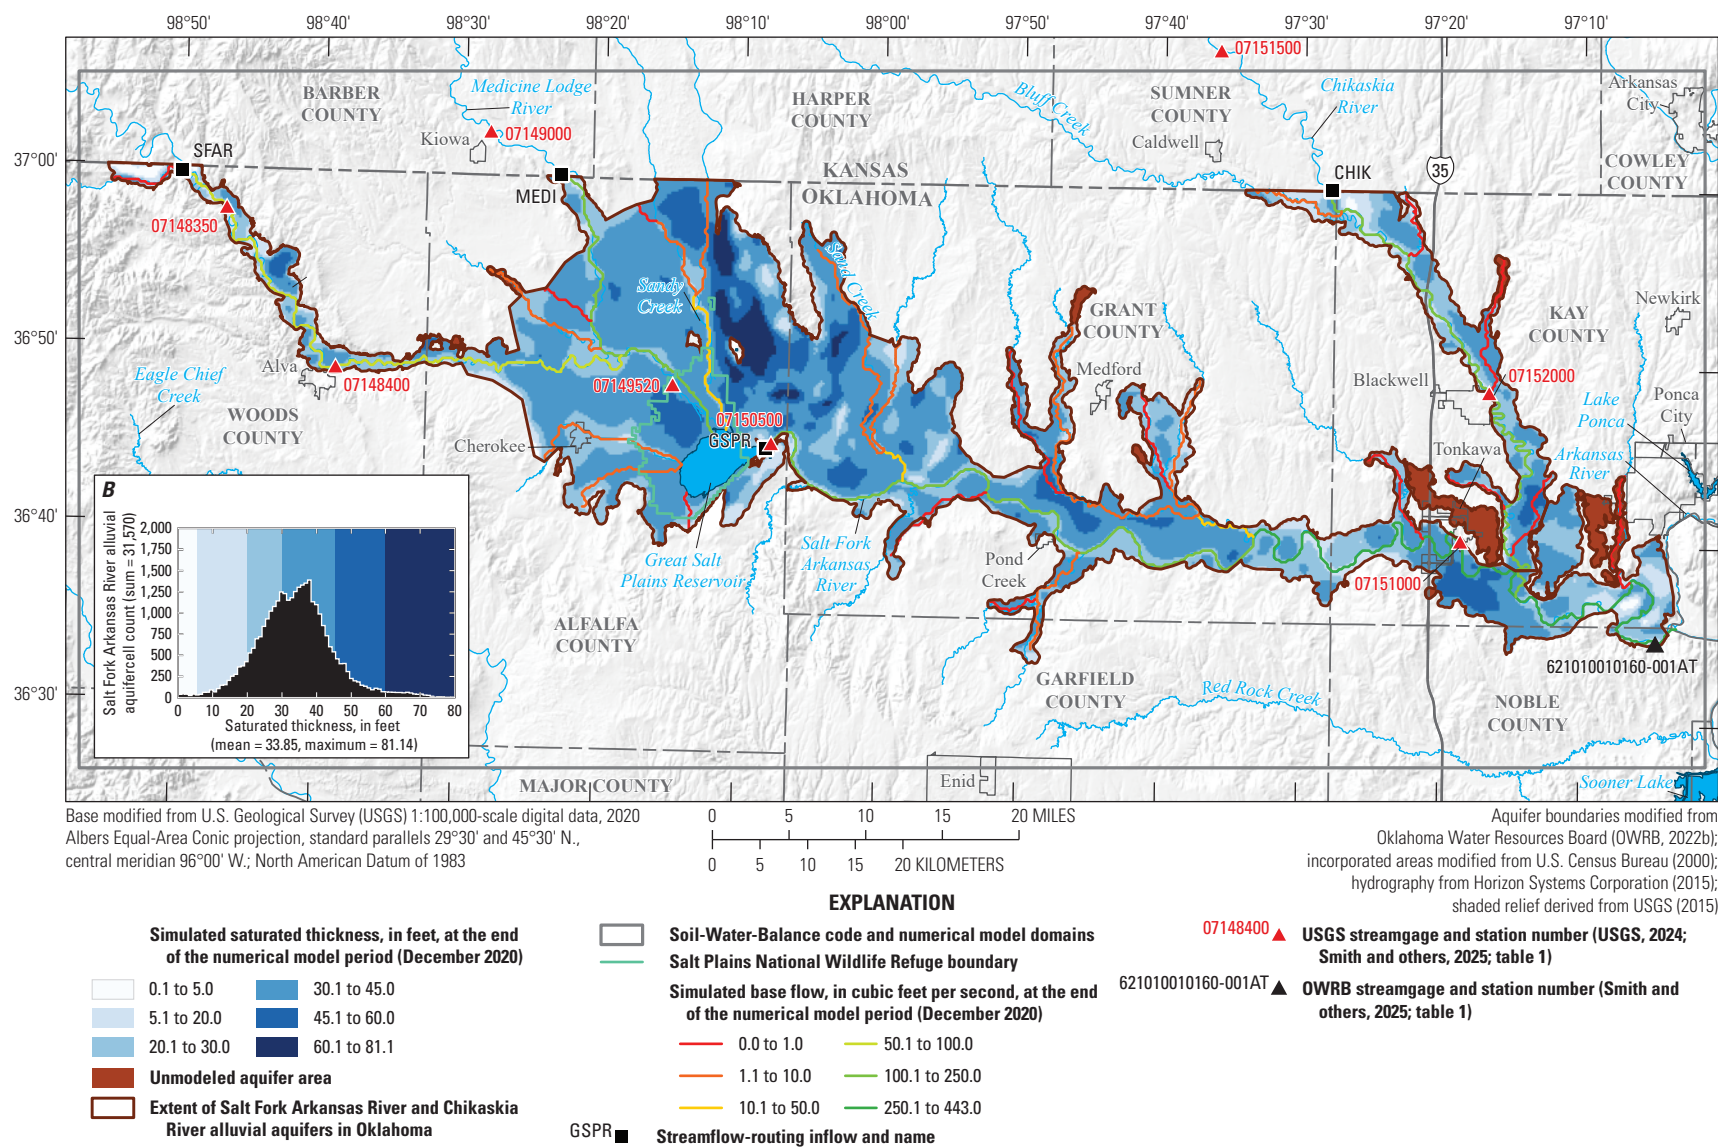 98°50' 98°40' 98°30' 98°20' 98°10' 98°00' 97°50' 97°40' 97°30' 97°20' 97°10'
37°00'
36°50'
36°40'
36°30'
07151500
BARBER
COUNTY
Medicine Lodge
River
HARPER
COUNTY
Bluff Creek
SUMNER
COUNTY
Chikaskia
River
Arkansas
City
Kiowa
07149000
Caldwell
SFAR
MEDI
KANSAS
OKLAHOMA
CHIK
35
COWLEY
COUNTY
07148350
Sandy
Creek
Sand Creek
GRANT
COUNTY
KAY
COUNTY
Newkirk
Eagle Chief
Creek
Alva
07148400
07149520
Medford
Blackwell
07152000
WOODS
COUNTY
07150500
GSPR
Lake
Ponca
Ponca
City
Cherokee
Tonkawa
Arkansas
River
Great Salt
Plains Reservoir
Salt Fork
Arkansas
River
Pond
Creek
07151000
ALFALFA
COUNTY
621010010160-001AT
GARFIELD
COUNTY
Red Rock Creek
NOBLE
COUNTY
MAJOR COUNTY
Enid
Sooner Lake
B
Salt Fork Arkansas River alluvial
aquifercell count (sum = 31,570)
2,000
1,750
1,500
1,250
1,000
750
500
250
0
0 10 20 30 40 50 60 70 80
Saturated thickness, in feet
(mean = 33.85, maximum = 81.14)
Base modified from U.S. Geological Survey (USGS) 1:100,000-scale digital data, 2020
Albers Equal-Area Conic projection, standard parallels 29°30' and 45°30' N.,
central meridian 96°00' W.; North American Datum of 1983
0 5 10 15 20 MILES
0 5 10 15 20 KILOMETERS
Aquifer boundaries modified from
Oklahoma Water Resources Board (OWRB, 2022b);
incorporated areas modified from U.S. Census Bureau (2000);
hydrography from Horizon Systems Corporation (2015);
shaded relief derived from USGS (2015)
EXPLANATION
Simulated saturated thickness, in feet, at the end
of the numerical model period (December 2020)
0.1 to 5.0
5.1 to 20.0
20.1 to 30.0
30.1 to 45.0
45.1 to 60.0
60.1 to 81.1
Unmodeled aquifer area
Extent of Salt Fork Arkansas River and Chikaskia
River alluvial aquifers in Oklahoma
Soil-Water-Balance code and numerical model domains
Salt Plains National Wildlife Refuge boundary
Simulated base flow, in cubic feet per second, at the end
of the numerical model period (December 2020)
0.0 to 1.0
1.1 to 10.0
10.1 to 50.0
50.1 to 100.0
100.1 to 250.0
250.1 to 443.0
GSPR Streamflow-routing inflow and name
07148400 USGS streamgage and station number (USGS, 2024;
Smith and others, 2025; table 1)
621010010160-001AT OWRB streamgage and station number (Smith and
others, 2025; table 1)